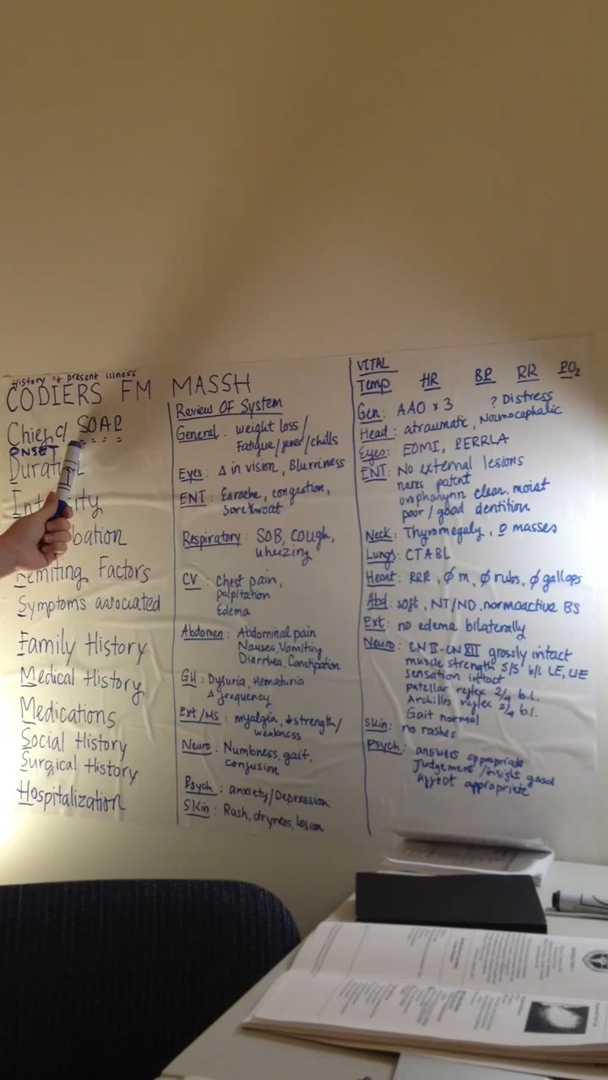 History of present illness
CODIERS FM MASSH
Chief c/ SOAP
ONSET
Duration
Intensity
Remiting Factors
Symptoms associated
Family History
Medical History
Medications
Social History
Surgical History
Hospitalization
Review Of System
General: weight loss/
Fatigue/fever/chills
Eyes: Δ in vision, Blurriness
ENT: Earache, congestion,
sore throat
Respiratory: SOB, cough,
wheezing
CV: Chest pain,
palpitation
Edema
Abdomen: Abdominal pain
Nausea, Vomiting
Diarrhea, Constipation
GU: Dysuria, Hematuria
Δ frequency
Ext/MS: myalgia, ↓strength/
weakness
Neuro: Numbness, gait,
confusion
Psych: anxiety/Depression
Skin: Rash, dryness, lesion
VITAL
Temp HR BP RR PO2
Gen: AAO x 3 ? Distress
Head: atraumatic, Normocephalic
Eyes: EOMI, PERRLA
ENT: No external lesions
nares patent
oropharynx clear, moist
poor / good dentition
Neck: Thyromegaly, masses
Lungs: CTABL
Heart: RRR, Ø m, Ø rubs, Ø gallops
Abd: soft, NT/ND, normoactive BS
Ext: no edema bilaterally
Neuro: CN II - CN XII grossly intact
muscle strength 5/5 b/l LE, UE
sensation intact
patellar reflex 2/4 b.l.
Archilles reflex 2/4 b.l.
Gait normal
Skin: no rashes
Psych: answers appropriate
Judgement /insight good
Affect appropriate